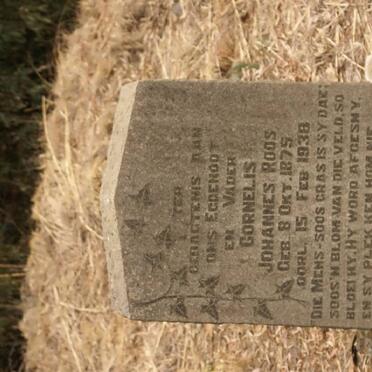 TER
GEDAGTENIS AAN
ONS EGGENOOT
EN VADER
CORNELIS
JOHANNES ROOS
GEB. 8 OKT. 1875
OORL. 15 FEB 1938
"DIE MENS-SOOS GRAS IS SY DAE;
SOOS 'N BLOM VAN DIE VELD, SO
BLOEI HY. HY WORD AFGESNY,
EN SY PLEK KEN HOM NIE